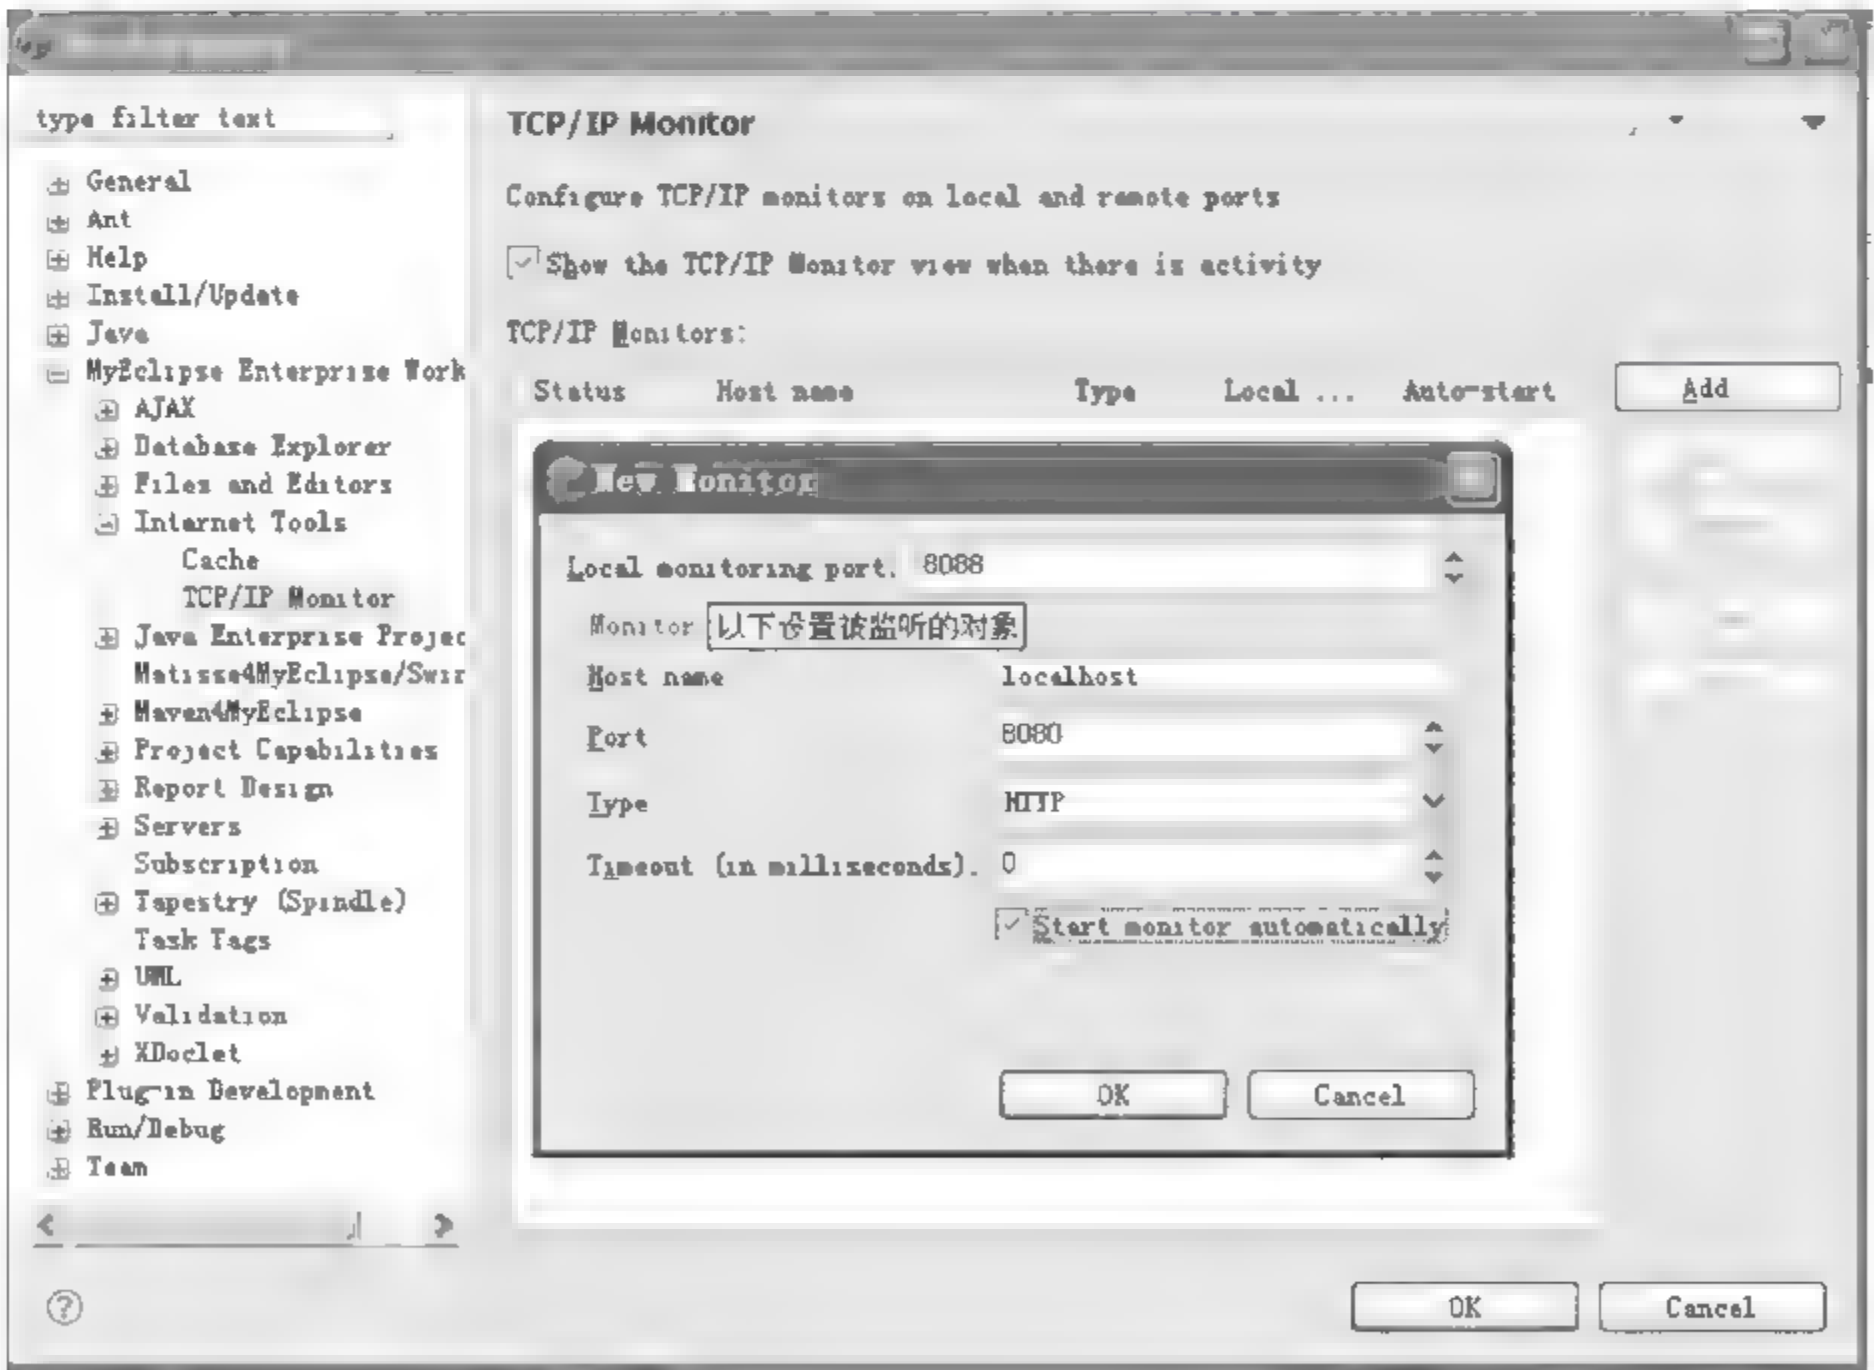 type filter text
General
Ant
Help
Install/Update
Java
MyEclipse Enterprise Work
AJAX
Database Explorer
Files and Editors
Internet Tools
Cache
TCP/IP Monitor
Java Enterprise Projec
Matisse4MyEclipse/Swir
Maven4MyEclipse
Project Capabilities
Report Design
Servers
Subscription
Tapestry (Spindle)
Task Tags
UML
Validation
XDoclet
Plug-in Development
Run/Debug
Team
TCP/IP Monitor
Configure TCP/IP monitors on local and remote ports
Show the TCP/IP Monitor view when there is activity
TCP/IP Monitors:
Status Host name Type Local ... Auto-start Add
New Monitor
Local monitoring port: 8088
Monitor 以下设置被监听的对象
Host name localhost
Port 8080
Type HTTP
Timeout (in milliseconds): 0
Start monitor automatically
OK Cancel
OK Cancel